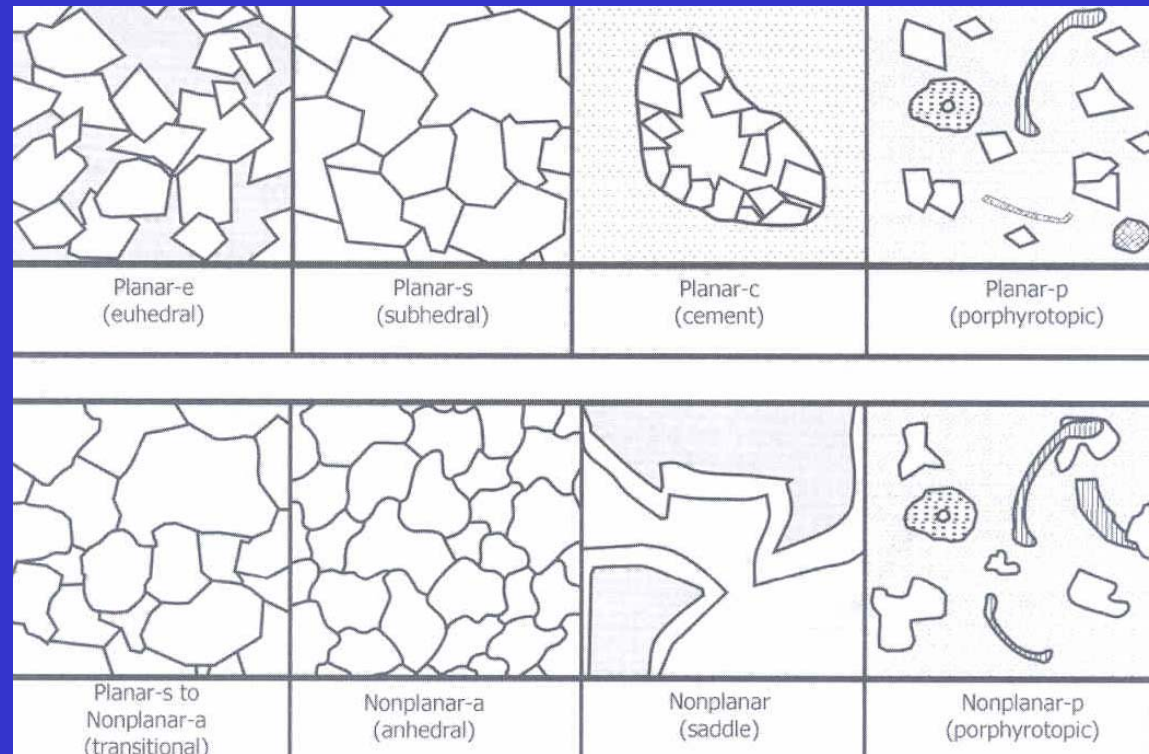 Planar-e
(euhedral)
Planar-s
(subhedral)
Planar-c
(cement)
Planar-p
(porphyrotopic)
Planar-s to
Nonplanar-a
(transitional)
Nonplanar-a
(anhedral)
Nonplanar
(saddle)
Nonplanar-p
(porphyrotopic)